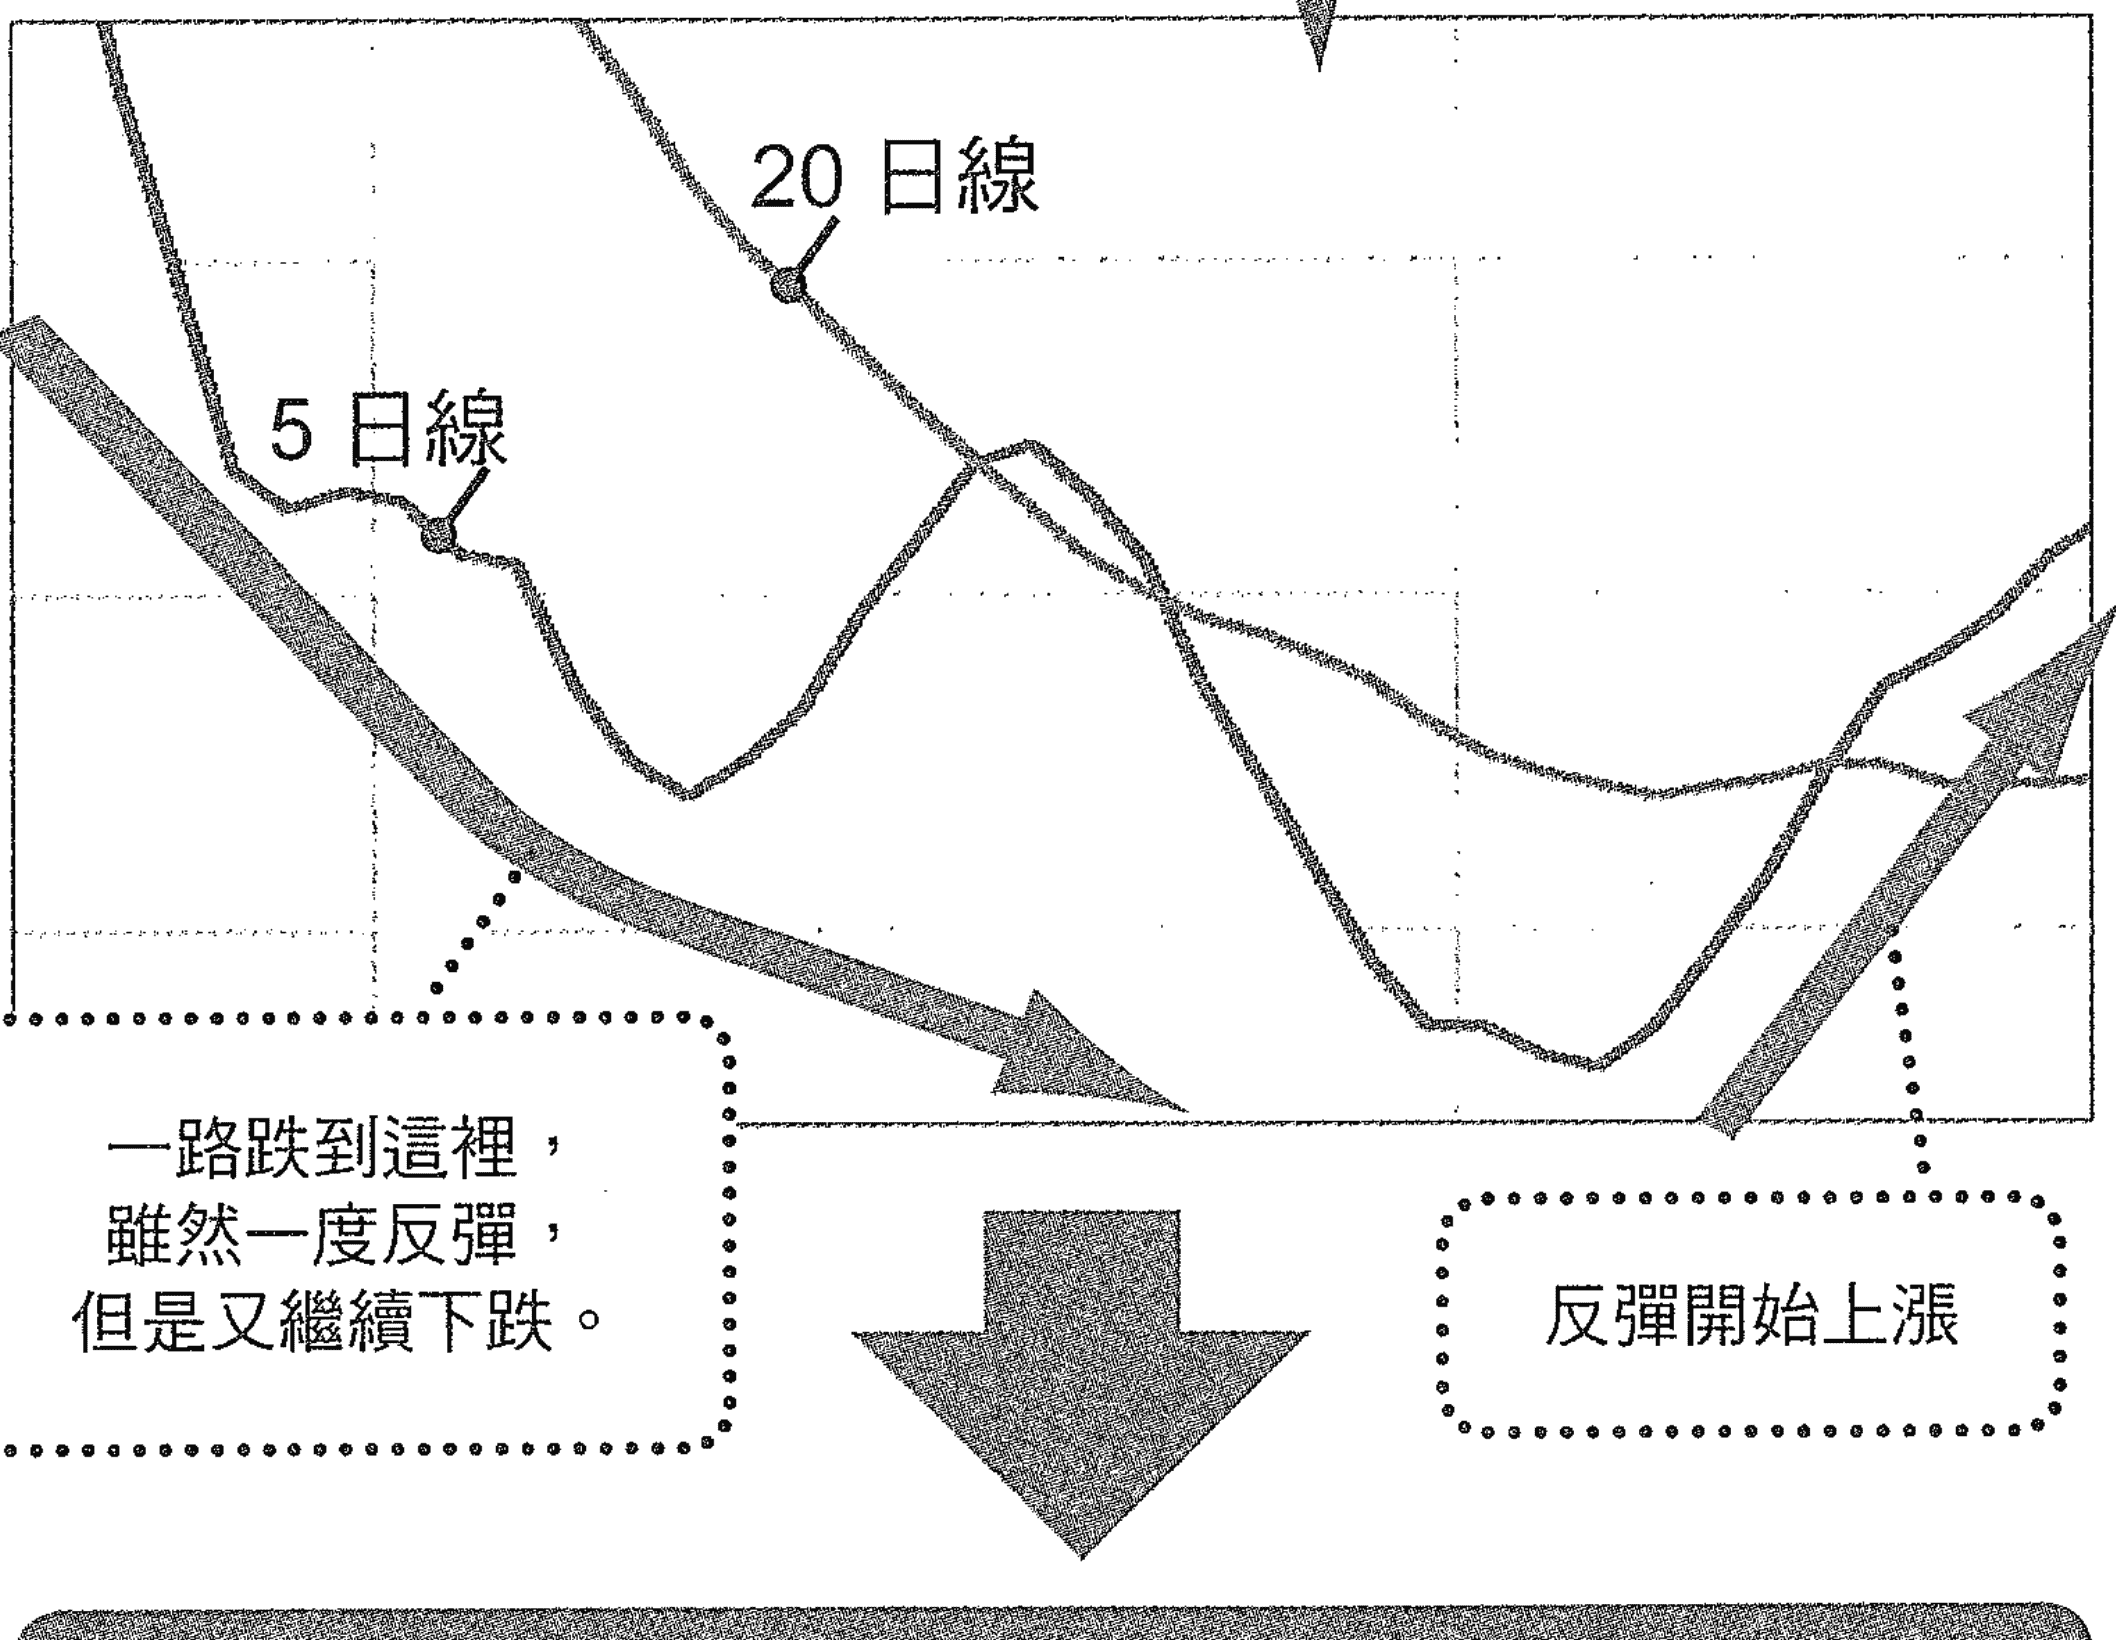 20 日線
5 日線
一路跌到這裡，
雖然一度反彈，
但是又繼續下跌。
反彈開始上漲